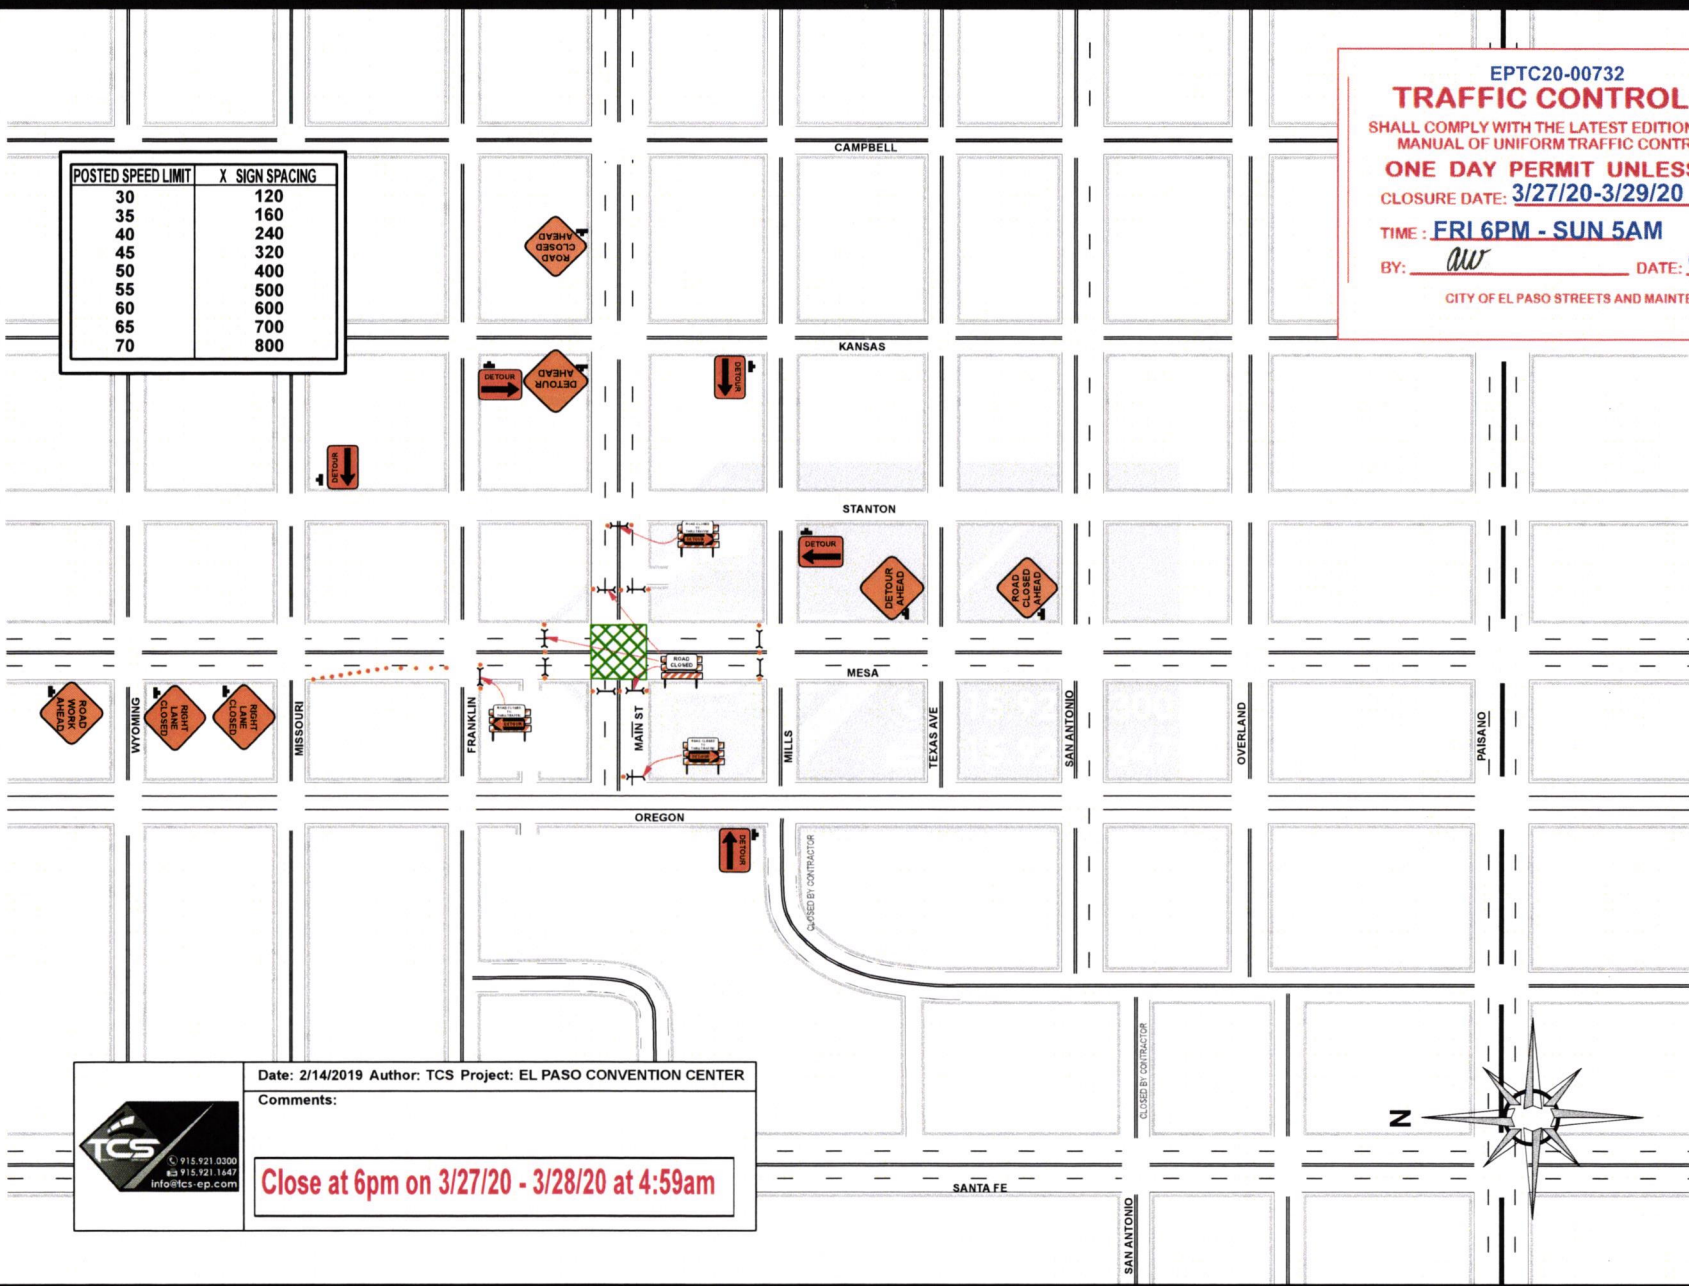 EPTC20-00732
TRAFFIC CONTROL
SHALL COMPLY WITH THE LATEST EDITION
MANUAL OF UNIFORM TRAFFIC CONTR
ONE DAY PERMIT UNLESS
CLOSURE DATE: 3/27/20-3/29/20
TIME : FRI 6PM - SUN 5AM
BY: aw DATE:
CITY OF EL PASO STREETS AND MAINTE
CAMPBELL
POSTED SPEED LIMIT X SIGN SPACING
30 120
35 160
40 240
45 320
50 400
55 500
60 600
65 700
70 800
ROAD
CLOSED
AHEAD
KANSAS
DETOUR
DETOUR
AHEAD
DETOUR
DETOUR
STANTON
DETOUR
DETOUR
DETOUR
AHEAD
ROAD
CLOSED
AHEAD
ROAD
CLOSED
MESA
ROAD
WORK
AHEAD
WYOMING
RIGHT
LANE
CLOSED
RIGHT
LANE
CLOSED
MISSOURI
FRANKLIN
DETOUR
MAIN ST
DETOUR
MILLS
TEXAS AVE
SAN ANTONIO
OVERLAND
PAISANO
OREGON
DETOUR
CLOSED BY CONTRACTOR
CLOSED BY CONTRACTOR
N
Date: 2/14/2019 Author: TCS Project: EL PASO CONVENTION CENTER
Comments:
TCS
915.921.0300
915.921.1647
info@tcs-ep.com
Close at 6pm on 3/27/20 - 3/28/20 at 4:59am
SANTA FE
SAN ANTONIO